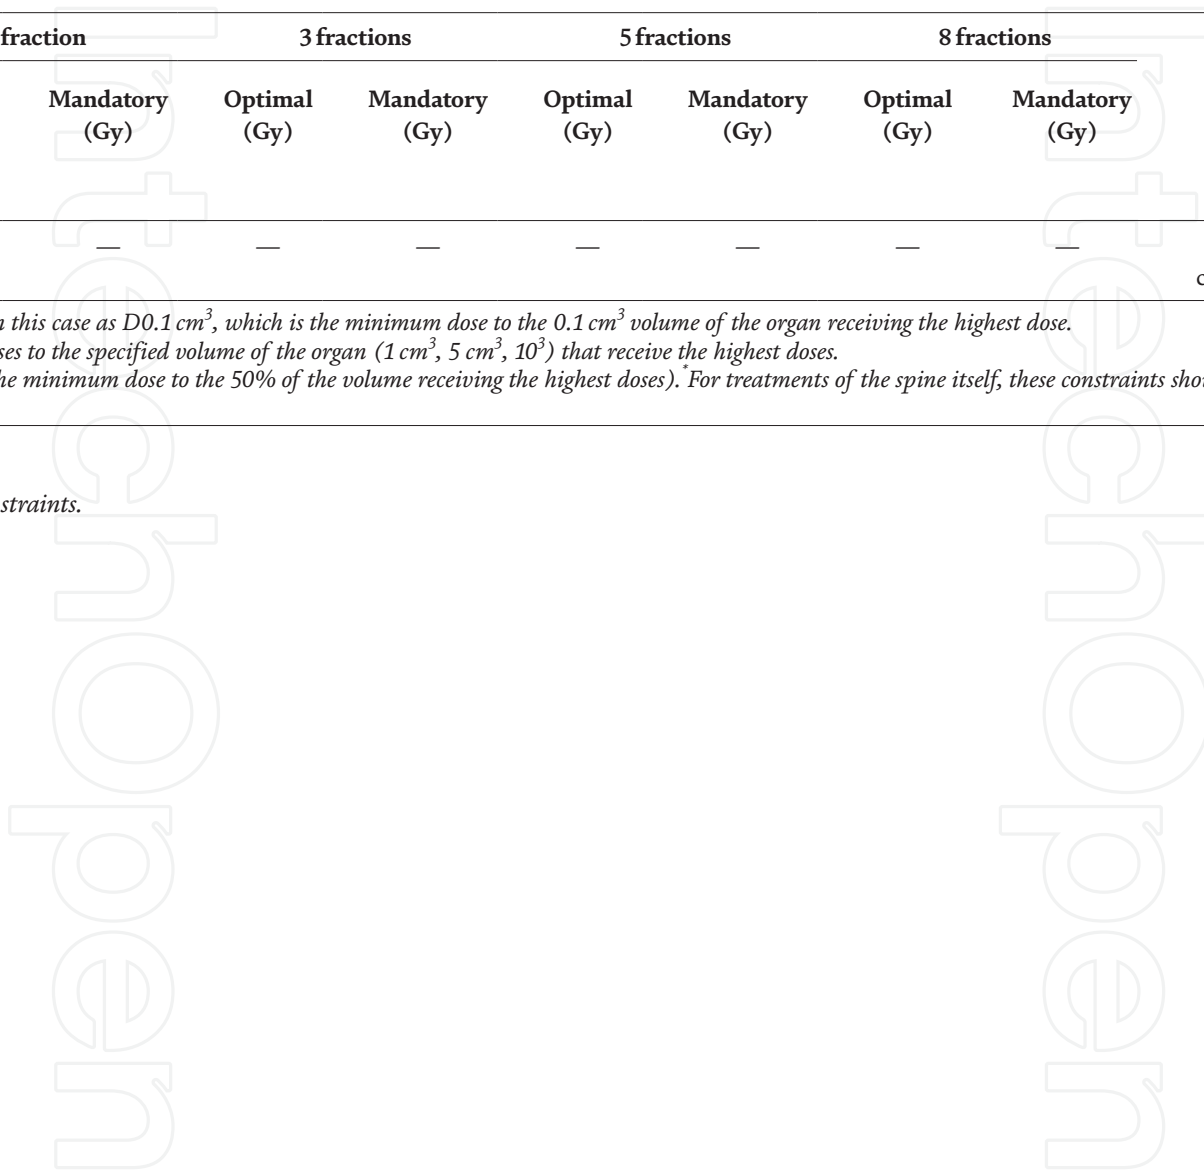 fraction 3 fractions 5 fractions 8 fractions
Mandatory Optimal Mandatory Optimal Mandatory Optimal Mandatory
(Gy) (Gy) (Gy) (Gy) (Gy) (Gy) (Gy)
— — — — — — —
n this case as D0.1 cm³, which is the minimum dose to the 0.1 cm³ volume of the organ receiving the highest dose.
ses to the specified volume of the organ (1 cm³, 5 cm³, 10³) that receive the highest doses.
he minimum dose to the 50% of the volume receiving the highest doses).*For treatments of the spine itself, these constraints sho
straints.
IntechOpen
IntechOpen